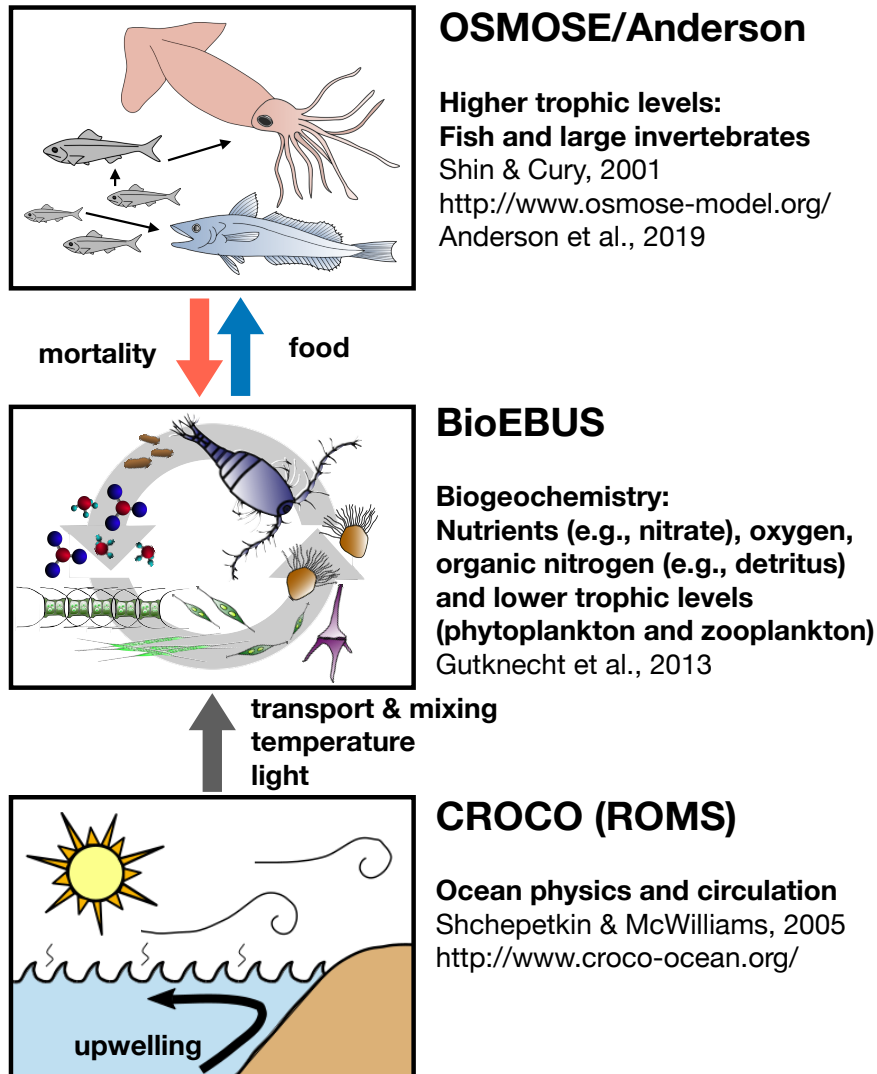 OSMOSE/Anderson
Higher trophic levels:
Fish and large invertebrates
Shin & Cury, 2001
http://www.osmose-model.org/
Anderson et al., 2019
mortality
food
BioEBUS
Biogeochemistry:
Nutrients (e.g., nitrate), oxygen,
organic nitrogen (e.g., detritus)
and lower trophic levels
(phytoplankton and zooplankton)
Gutknecht et al., 2013
transport & mixing
temperature
light
CROCO (ROMS)
Ocean physics and circulation
Shchepetkin & McWilliams, 2005
http://www.croco-ocean.org/
upwelling